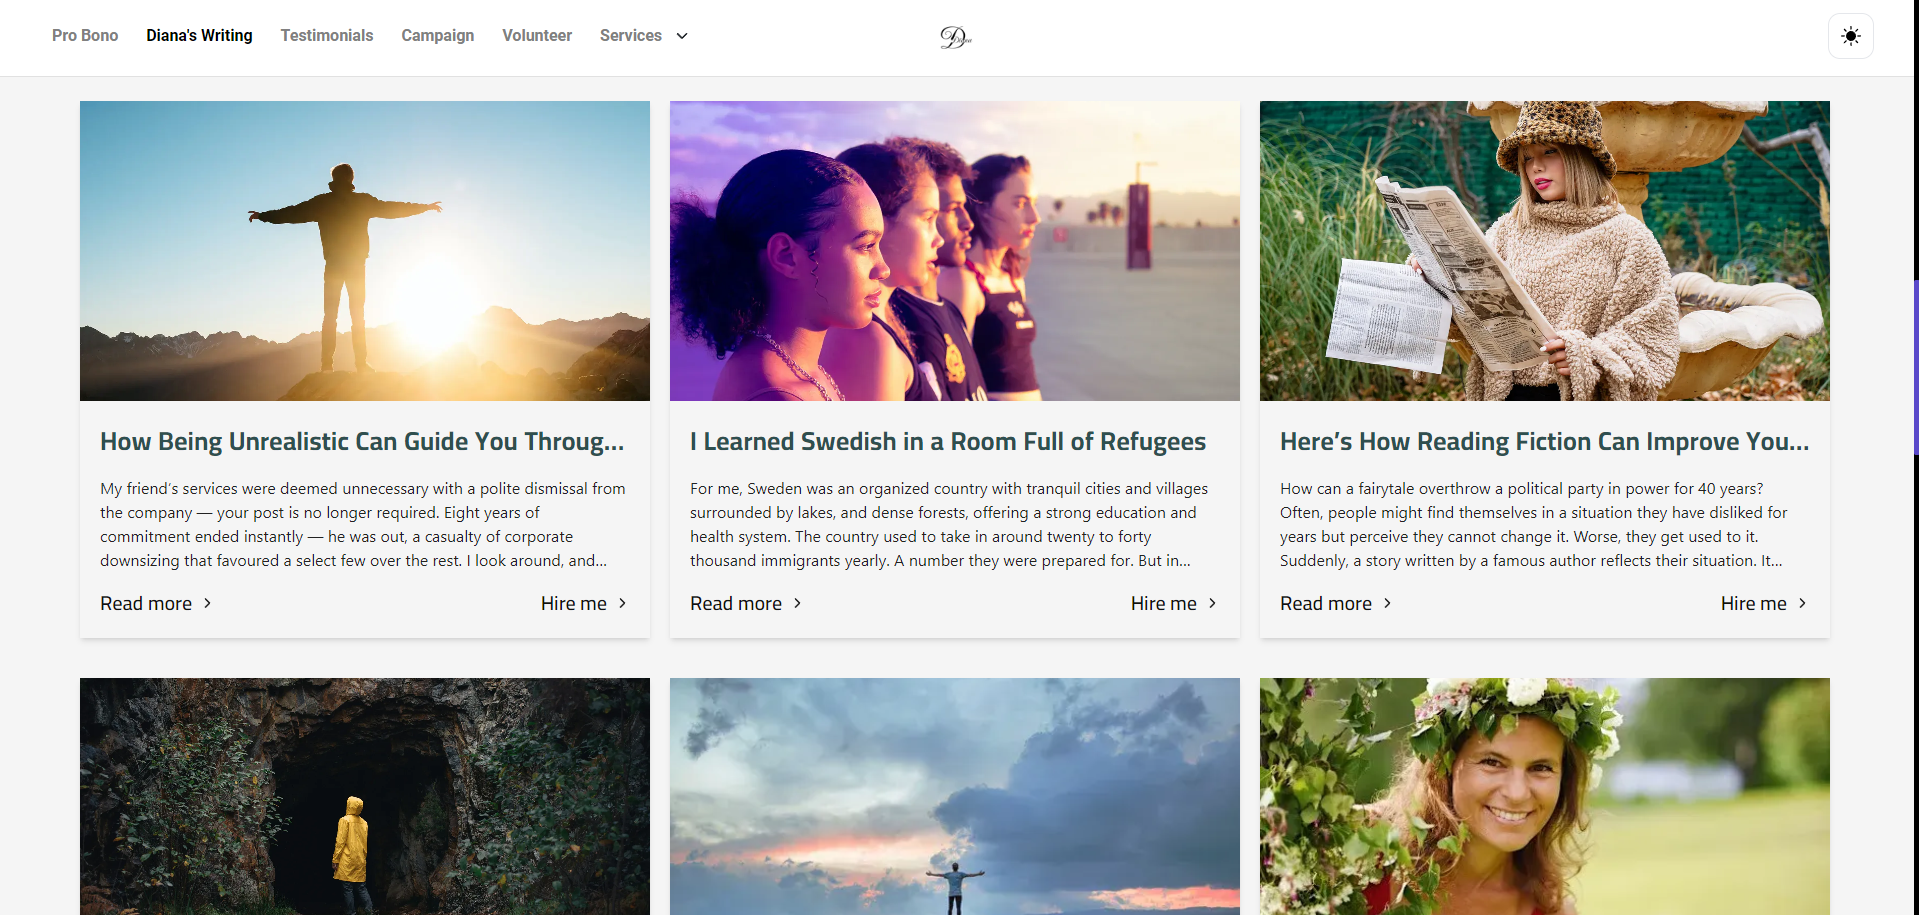 Pro Bono
Diana's Writing
Testimonials
Campaign
Volunteer
Services
How Being Unrealistic Can Guide You Throug...
My friend’s services were deemed unnecessary with a polite dismissal from
the company — your post is no longer required. Eight years of
commitment ended instantly — he was out, a casualty of corporate
downsizing that favoured a select few over the rest. I look around, and...
Read more
Hire me
I Learned Swedish in a Room Full of Refugees
For me, Sweden was an organized country with tranquil cities and villages
surrounded by lakes, and dense forests, offering a strong education and
health system. The country used to take in around twenty to forty
thousand immigrants yearly. A number they were prepared for. But in...
Read more
Hire me
Here’s How Reading Fiction Can Improve You...
How can a fairytale overthrow a political party in power for 40 years?
Often, people might find themselves in a situation they have disliked for
years but perceive they cannot change it. Worse, they get used to it.
Suddenly, a story written by a famous author reflects their situation. It...
Read more
Hire me